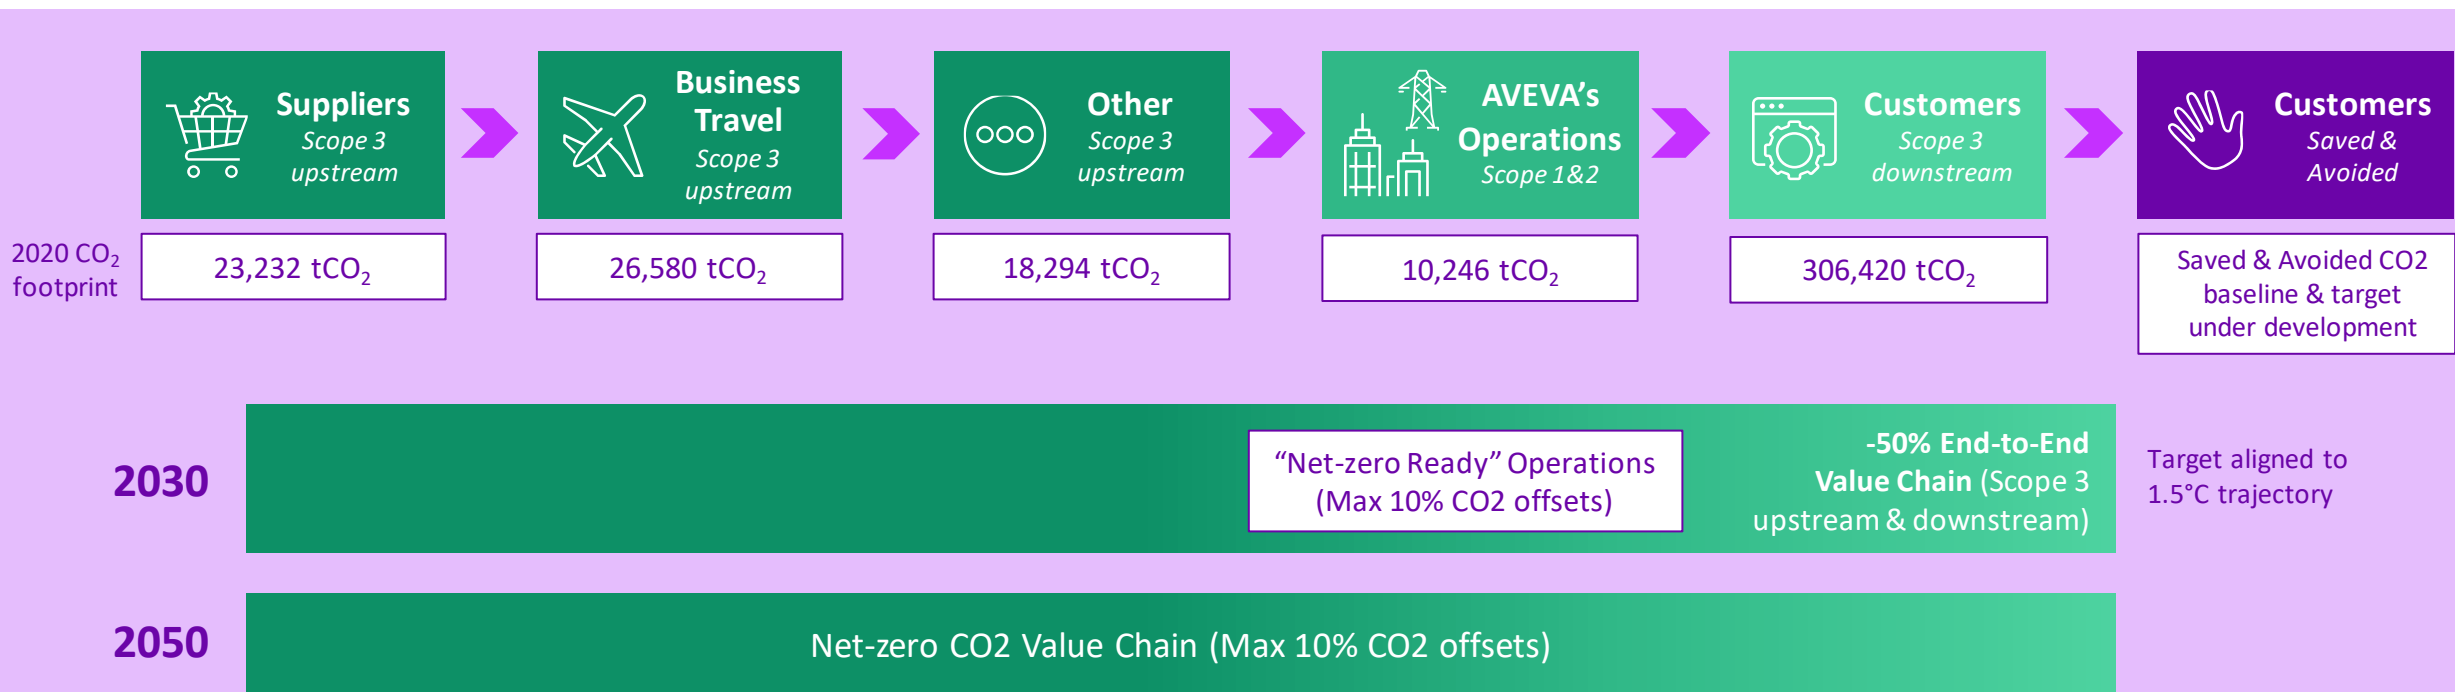 Suppliers
Scope 3
upstream
Business
Travel
Scope 3
upstream
Other
Scope 3
upstream
AVEVA’s
Operations
Scope 1&2
Customers
Scope 3
downstream
Customers
Saved &
Avoided
2020 CO₂
footprint
23,232 tCO₂
26,580 tCO₂
18,294 tCO₂
10,246 tCO₂
306,420 tCO₂
Saved & Avoided CO2
baseline & target
under development
2030
“Net-zero Ready” Operations
(Max 10% CO2 offsets)
-50% End-to-End
Value Chain (Scope 3
upstream & downstream)
Target aligned to
1.5°C trajectory
2050
Net-zero CO2 Value Chain (Max 10% CO2 offsets)